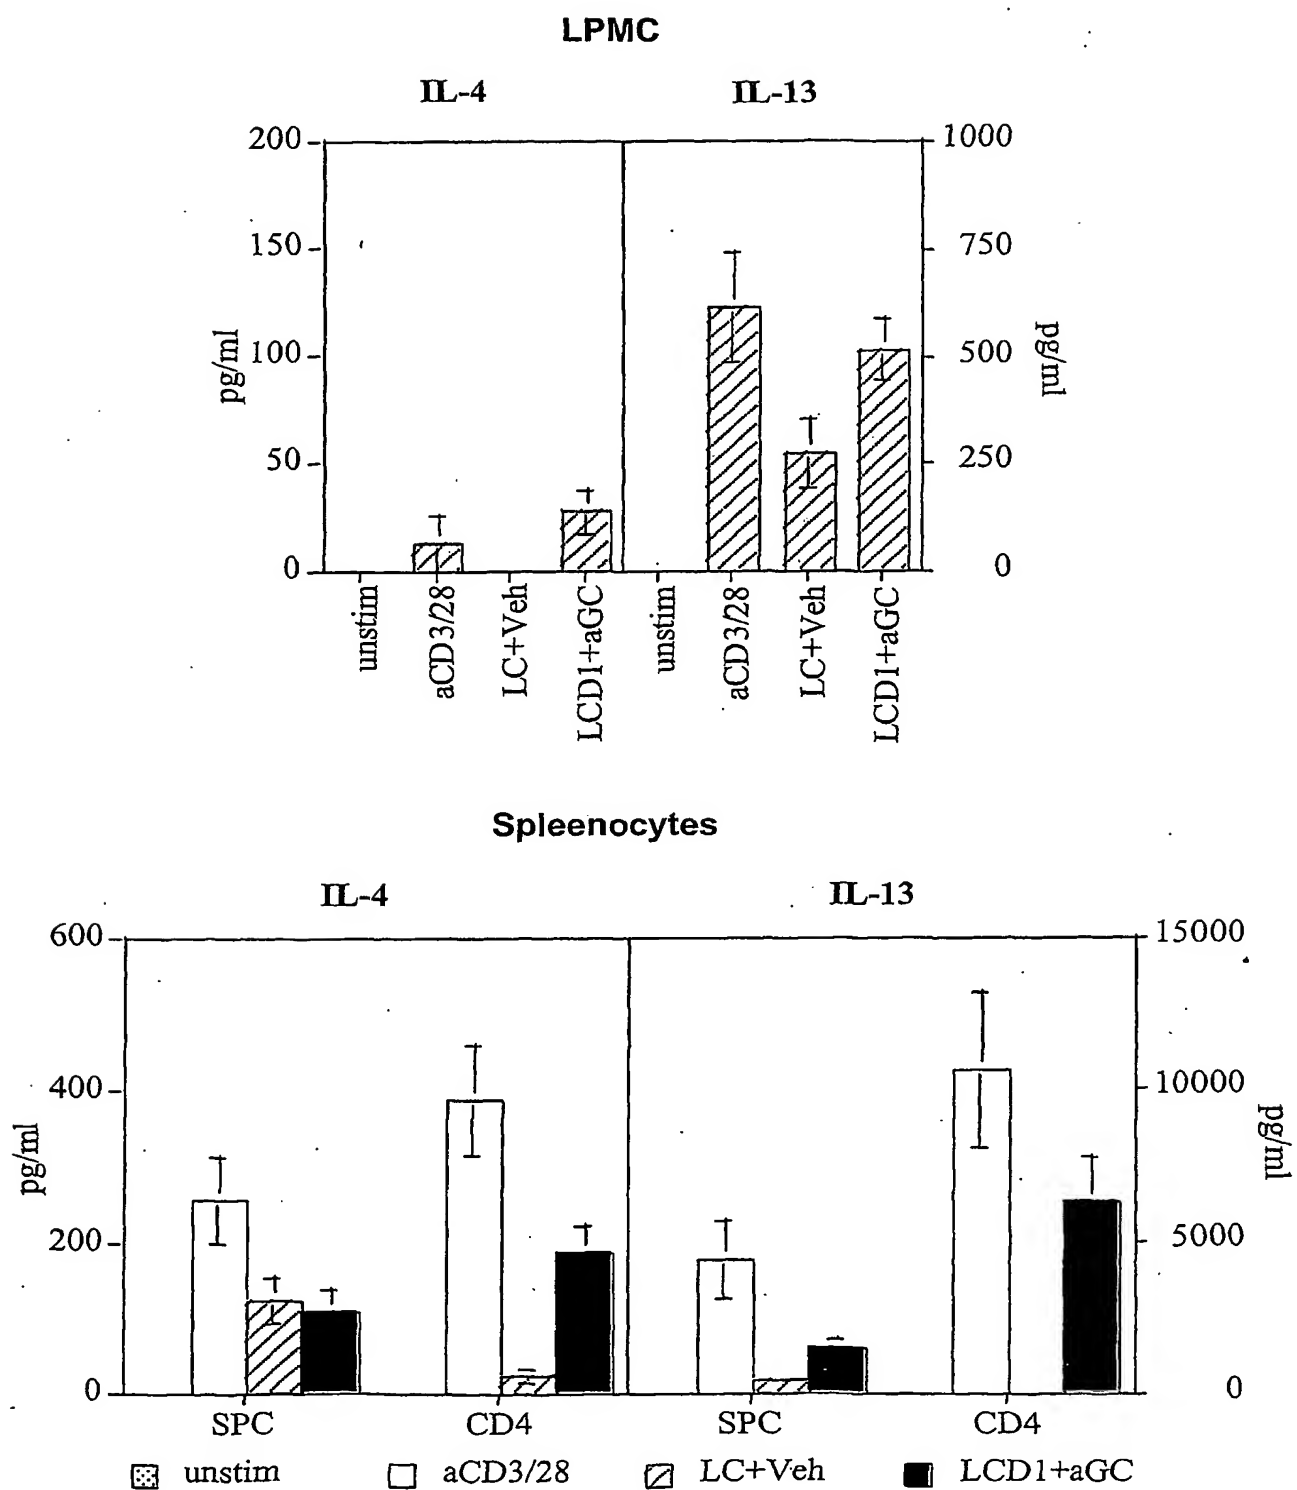 LPMC
IL-4 IL-13
200 1000
150 750
100 500
50 250
0 0
pg/ml pg/ml
unstim aCD3/28 LC+Veh LCD1+aGC unstim aCD3/28 LC+Veh LCD1+aGC
Spleenocytes
IL-4 IL-13
600 15000
400 10000
200 5000
0 0
pg/ml pg/ml
SPC CD4 SPC CD4
unstim aCD3/28 LC+Veh LCD1+aGC